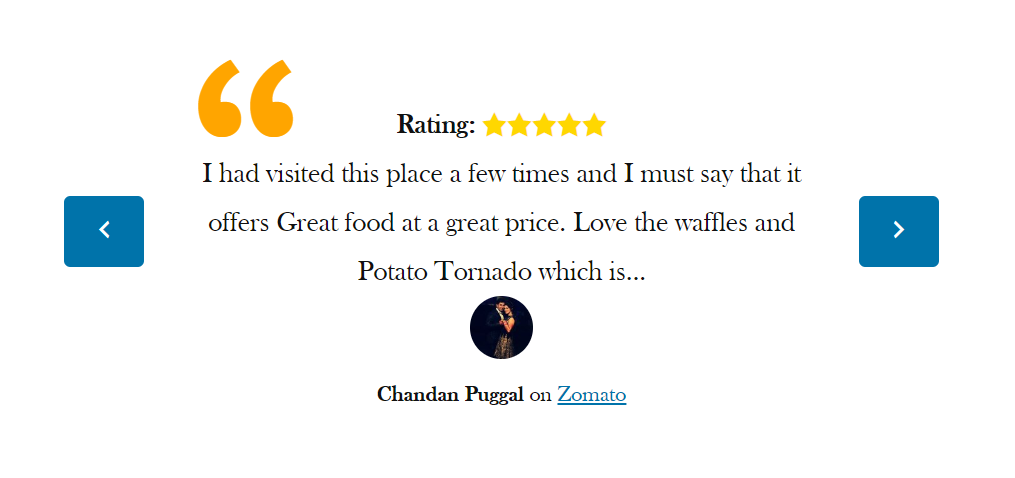 “
Rating: ⭐⭐⭐⭐⭐
I had visited this place a few times and I must say that it
offers Great food at a great price. Love the waffles and
Potato Tornado which is...
Chandan Puggal on Zomato